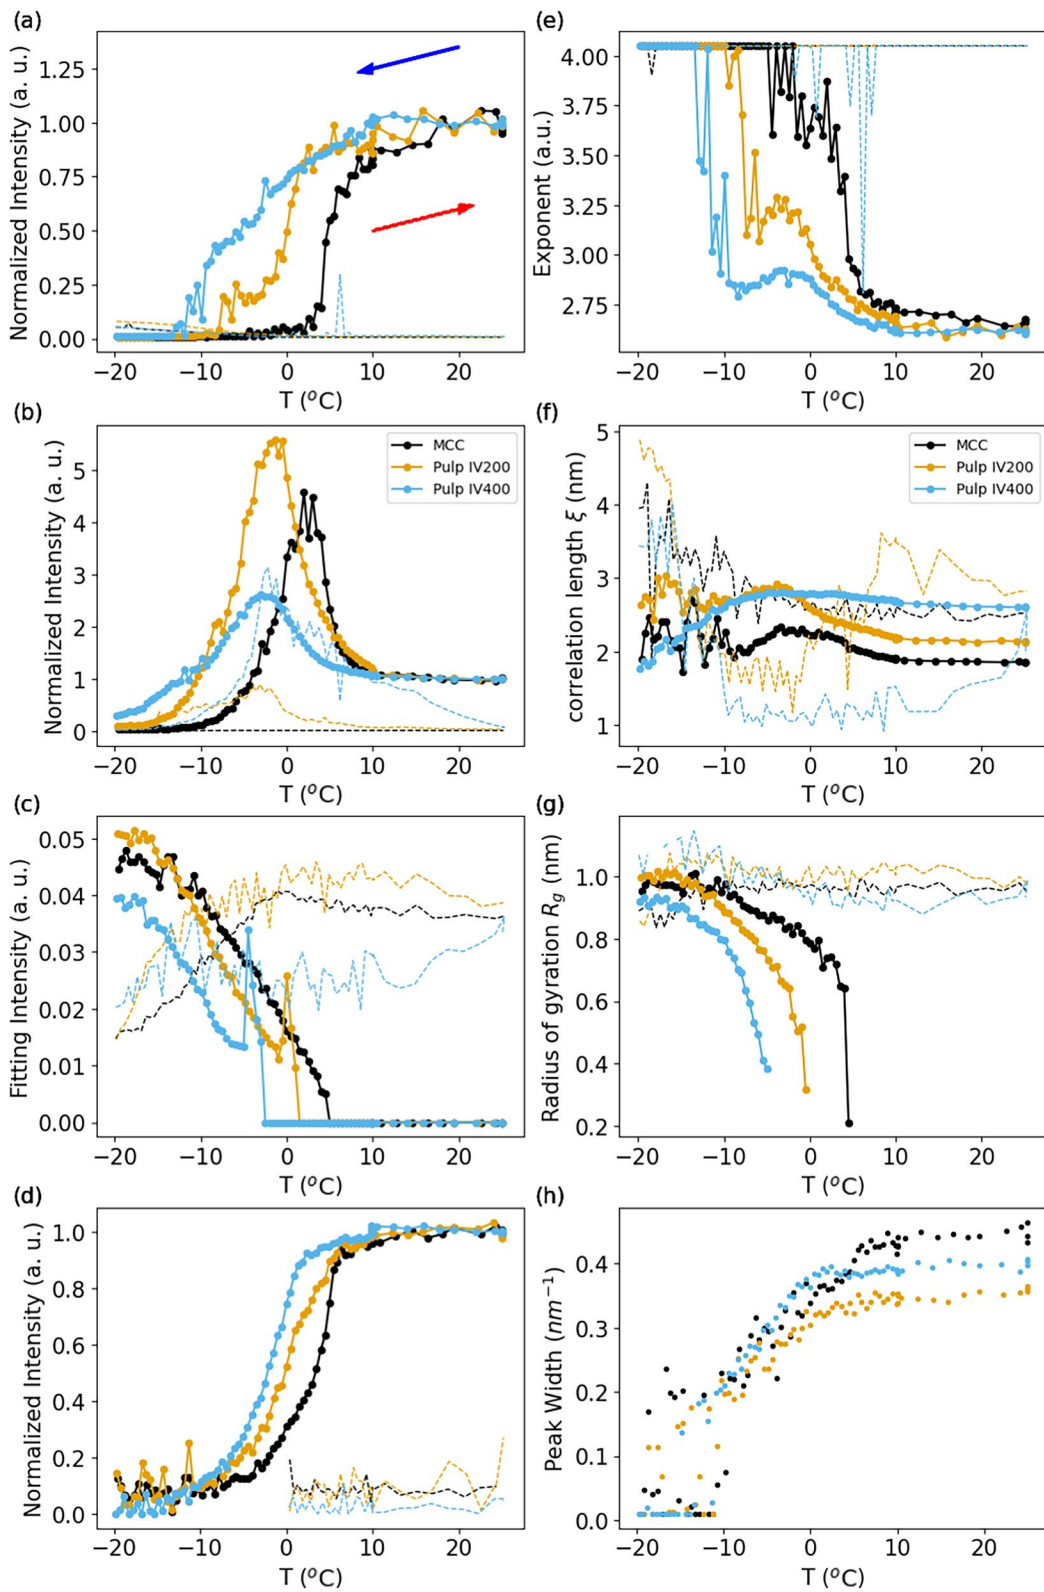 (a)
Normalized Intensity (a. u.)
1.25
1.00
0.75
0.50
0.25
0.00
−20 −10 0 10 20
T (°C)
(e)
Exponent (a.u.)
4.00
3.75
3.50
3.25
3.00
2.75
−20 −10 0 10 20
T (°C)
(b)
Normalized Intensity (a. u.)
5
4
3
2
1
0
MCC
Pulp IV200
Pulp IV400
−20 −10 0 10 20
T (°C)
(f)
correlation length ξ (nm)
5
4
3
2
1
MCC
Pulp IV200
Pulp IV400
−20 −10 0 10 20
T (°C)
(c)
Fitting Intensity (a. u.)
0.05
0.04
0.03
0.02
0.01
0.00
−20 −10 0 10 20
T (°C)
(g)
Radius of gyration R_g (nm)
1.0
0.8
0.6
0.4
0.2
−20 −10 0 10 20
T (°C)
(d)
Normalized Intensity (a. u.)
1.0
0.8
0.6
0.4
0.2
0.0
−20 −10 0 10 20
T (°C)
(h)
Peak Width (nm⁻¹)
0.4
0.3
0.2
0.1
0.0
−20 −10 0 10 20
T (°C)